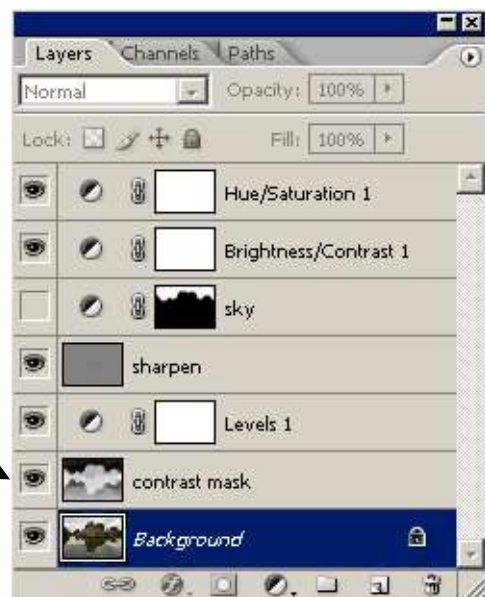 Layers Channels Paths
Normal Opacity: 100%
Lock: Fill: 100%
Hue/Saturation 1
Brightness/Contrast 1
sky
sharpen
Levels 1
contrast mask
Background